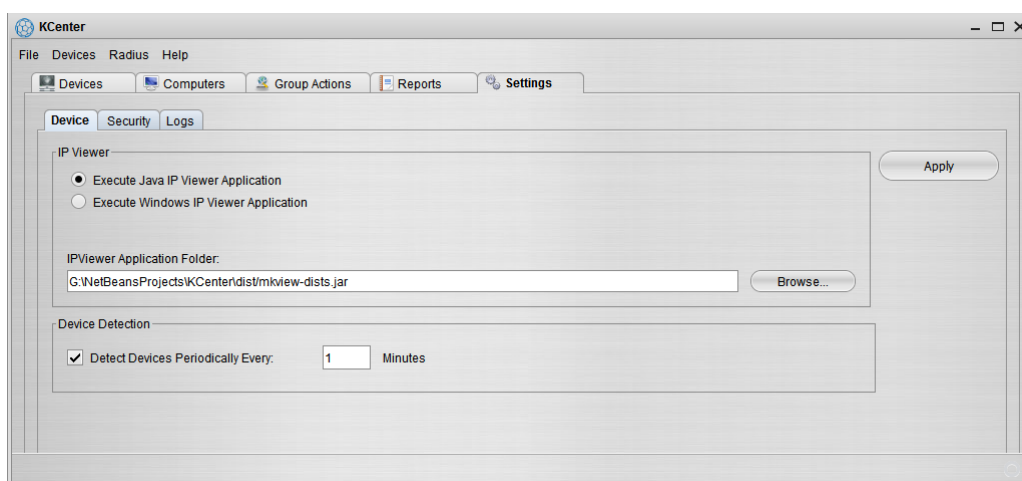 KCenter
File Devices Radius Help
Devices Computers Group Actions Reports Settings
Device Security Logs
IP Viewer
Execute Java IP Viewer Application
Apply
Execute Windows IP Viewer Application
IPViewer Application Folder:
G:\NetBeansProjects\KCenter\dist/mkview-dists.jar Browse...
Device Detection
Detect Devices Periodically Every: 1 Minutes